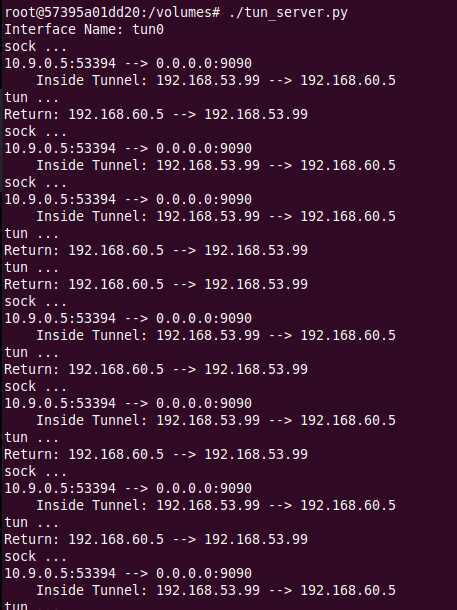 root@57395a01dd20:/volumes# ./tun_server.py
Interface Name: tun0
sock ...
10.9.0.5:53394 --> 0.0.0.0:9090
    Inside Tunnel: 192.168.53.99 --> 192.168.60.5
tun ...
Return: 192.168.60.5 --> 192.168.53.99
sock ...
10.9.0.5:53394 --> 0.0.0.0:9090
    Inside Tunnel: 192.168.53.99 --> 192.168.60.5
sock ...
10.9.0.5:53394 --> 0.0.0.0:9090
    Inside Tunnel: 192.168.53.99 --> 192.168.60.5
tun ...
Return: 192.168.60.5 --> 192.168.53.99
tun ...
Return: 192.168.60.5 --> 192.168.53.99
sock ...
10.9.0.5:53394 --> 0.0.0.0:9090
    Inside Tunnel: 192.168.53.99 --> 192.168.60.5
tun ...
Return: 192.168.60.5 --> 192.168.53.99
sock ...
10.9.0.5:53394 --> 0.0.0.0:9090
    Inside Tunnel: 192.168.53.99 --> 192.168.60.5
tun ...
Return: 192.168.60.5 --> 192.168.53.99
sock ...
10.9.0.5:53394 --> 0.0.0.0:9090
    Inside Tunnel: 192.168.53.99 --> 192.168.60.5
tun ...
Return: 192.168.60.5 --> 192.168.53.99
sock ...
10.9.0.5:53394 --> 0.0.0.0:9090
    Inside Tunnel: 192.168.53.99 --> 192.168.60.5
tun ...